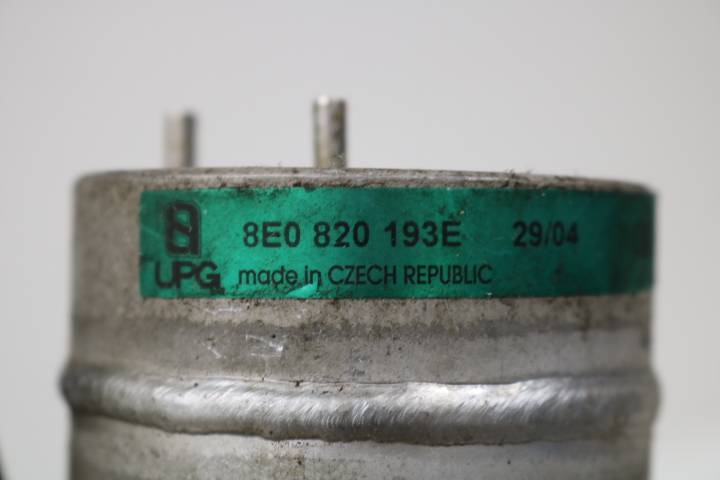 8E0 820 193E 29/04
UPG made in CZECH REPUBLIC